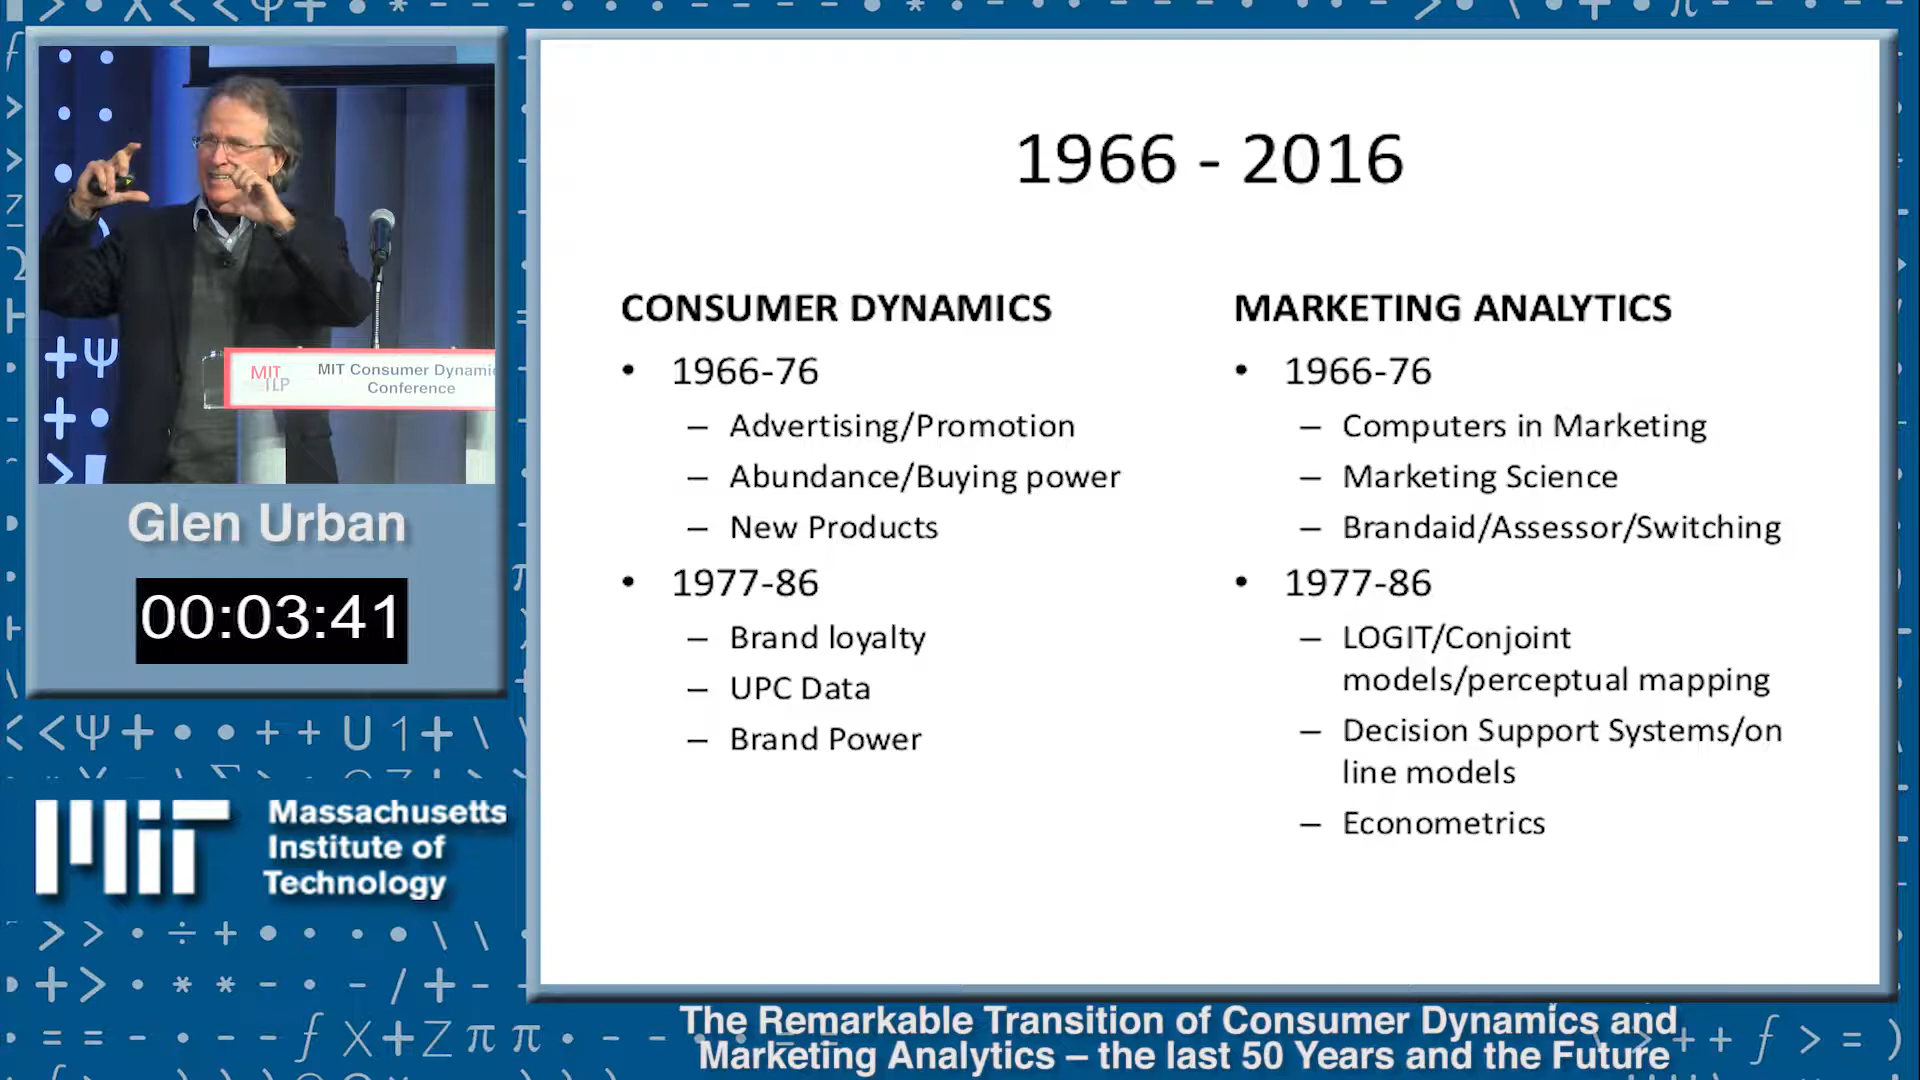 MIT
ILP
MIT Consumer Dynami
Conference
Glen Urban
00:03:41
Massachusetts
Institute of
Technology
1966 - 2016
CONSUMER DYNAMICS
• 1966-76
– Advertising/Promotion
– Abundance/Buying power
– New Products
• 1977-86
– Brand loyalty
– UPC Data
– Brand Power
MARKETING ANALYTICS
• 1966-76
– Computers in Marketing
– Marketing Science
– Brandaid/Assessor/Switching
• 1977-86
– LOGIT/Conjoint
models/perceptual mapping
– Decision Support Systems/on
line models
– Econometrics
The Remarkable Transition of Consumer Dynamics and
Marketing Analytics – the last 50 Years and the Future